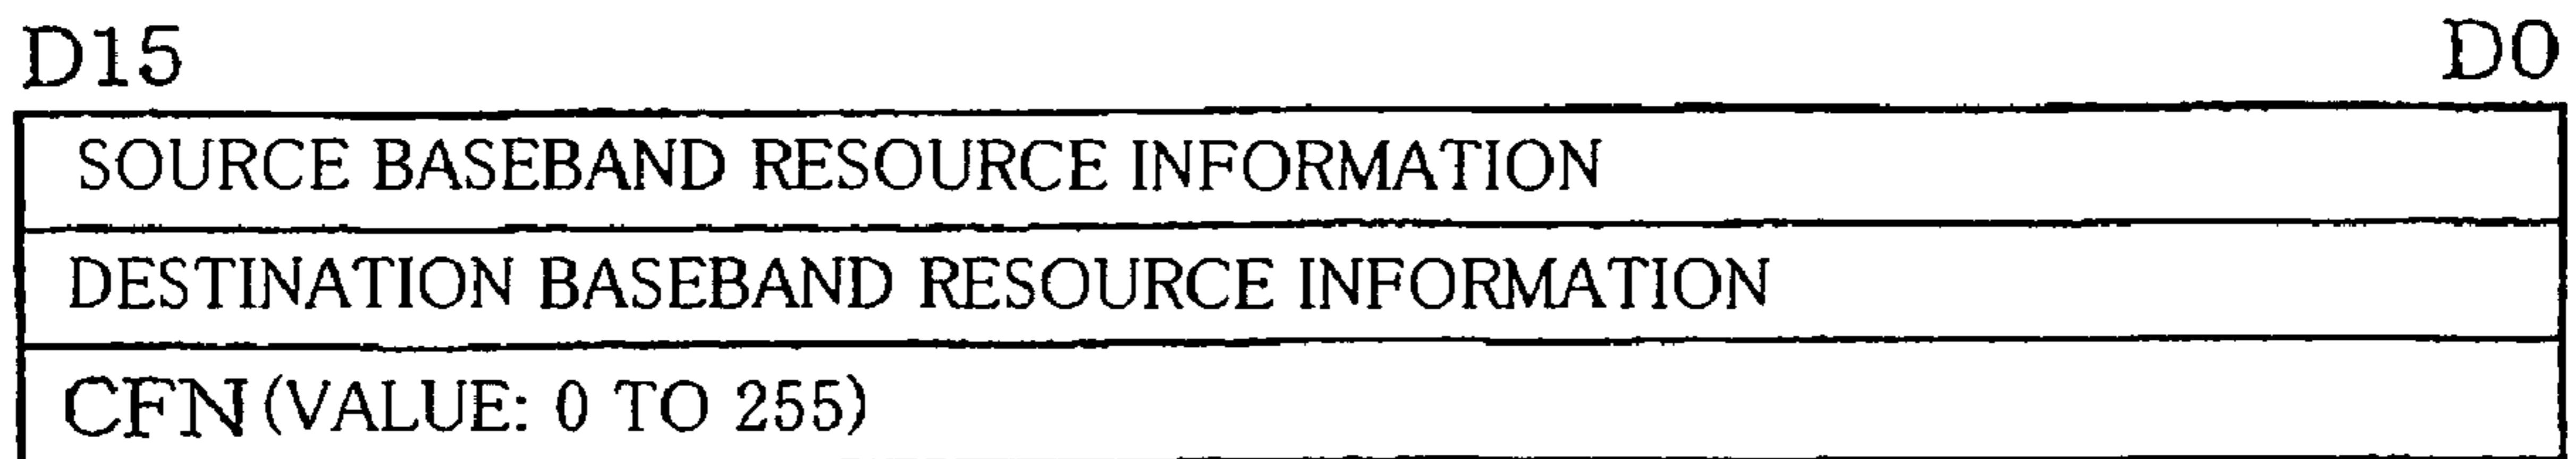 D15 D0
SOURCE BASEBAND RESOURCE INFORMATION
DESTINATION BASEBAND RESOURCE INFORMATION
CFN (VALUE: 0 TO 255)